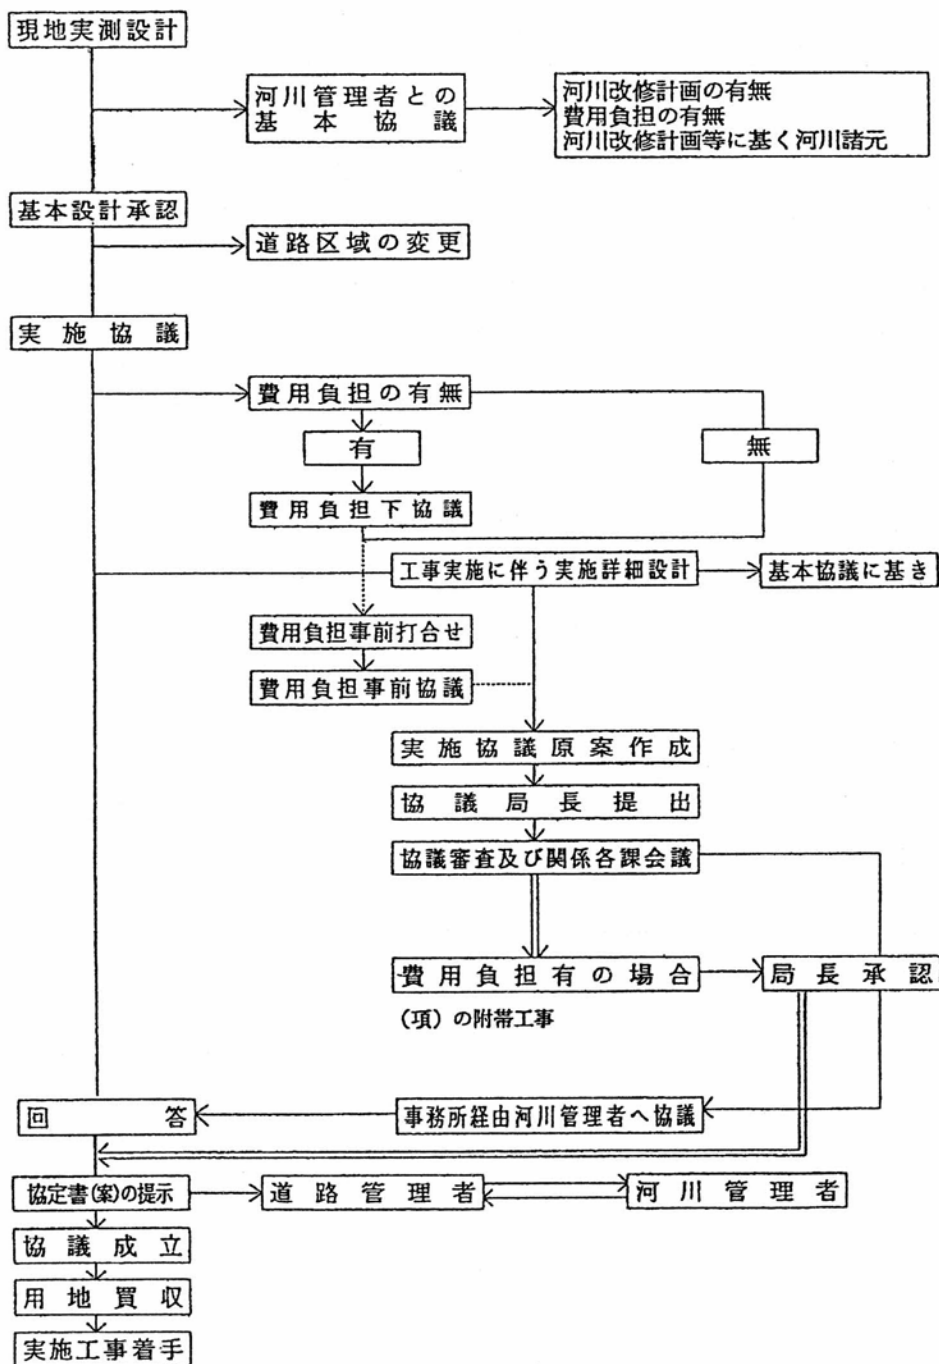 現地実測設計
河川管理者との
基本協議
河川改修計画の有無
費用負担の有無
河川改修計画等に基く河川諸元
基本設計承認
道路区域の変更
実施協議
費用負担の有無
有
無
費用負担下協議
工事実施に伴う実施詳細設計
基本協議に基き
費用負担事前打合せ
費用負担事前協議
実施協議原案作成
協議局長提出
協議審査及び関係各課会議
費用負担有の場合
局長承認
(項)の附帯工事
回答
事務所経由河川管理者へ協議
協定書(案)の提示
道路管理者
河川管理者
協議成立
用地買収
実施工事着手